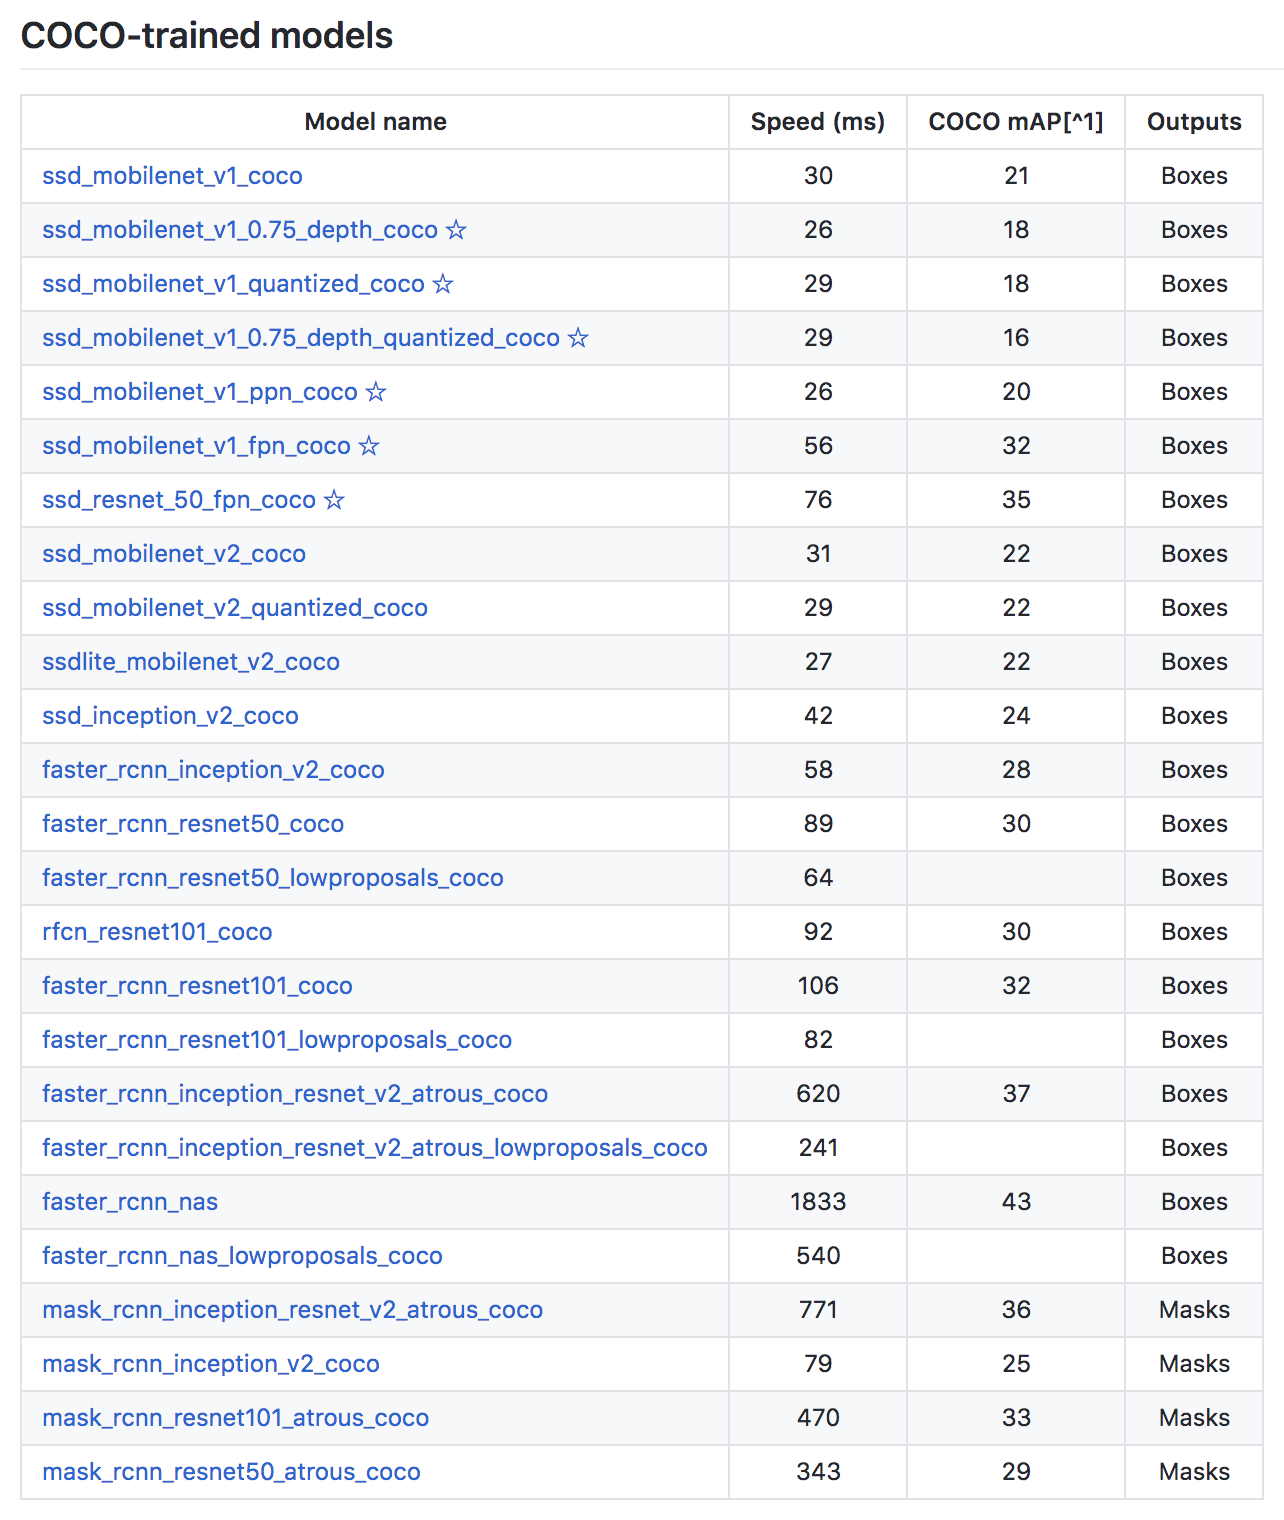 COCO-trained models
Model name Speed (ms) COCO mAP[^1] Outputs
ssd_mobilenet_v1_coco 30 21 Boxes
ssd_mobilenet_v1_0.75_depth_coco ☆ 26 18 Boxes
ssd_mobilenet_v1_quantized_coco ☆ 29 18 Boxes
ssd_mobilenet_v1_0.75_depth_quantized_coco ☆ 29 16 Boxes
ssd_mobilenet_v1_ppn_coco ☆ 26 20 Boxes
ssd_mobilenet_v1_fpn_coco ☆ 56 32 Boxes
ssd_resnet_50_fpn_coco ☆ 76 35 Boxes
ssd_mobilenet_v2_coco 31 22 Boxes
ssd_mobilenet_v2_quantized_coco 29 22 Boxes
ssdlite_mobilenet_v2_coco 27 22 Boxes
ssd_inception_v2_coco 42 24 Boxes
faster_rcnn_inception_v2_coco 58 28 Boxes
faster_rcnn_resnet50_coco 89 30 Boxes
faster_rcnn_resnet50_lowproposals_coco 64 Boxes
rfcn_resnet101_coco 92 30 Boxes
faster_rcnn_resnet101_coco 106 32 Boxes
faster_rcnn_resnet101_lowproposals_coco 82 Boxes
faster_rcnn_inception_resnet_v2_atrous_coco 620 37 Boxes
faster_rcnn_inception_resnet_v2_atrous_lowproposals_coco 241 Boxes
faster_rcnn_nas 1833 43 Boxes
faster_rcnn_nas_lowproposals_coco 540 Boxes
mask_rcnn_inception_resnet_v2_atrous_coco 771 36 Masks
mask_rcnn_inception_v2_coco 79 25 Masks
mask_rcnn_resnet101_atrous_coco 470 33 Masks
mask_rcnn_resnet50_atrous_coco 343 29 Masks